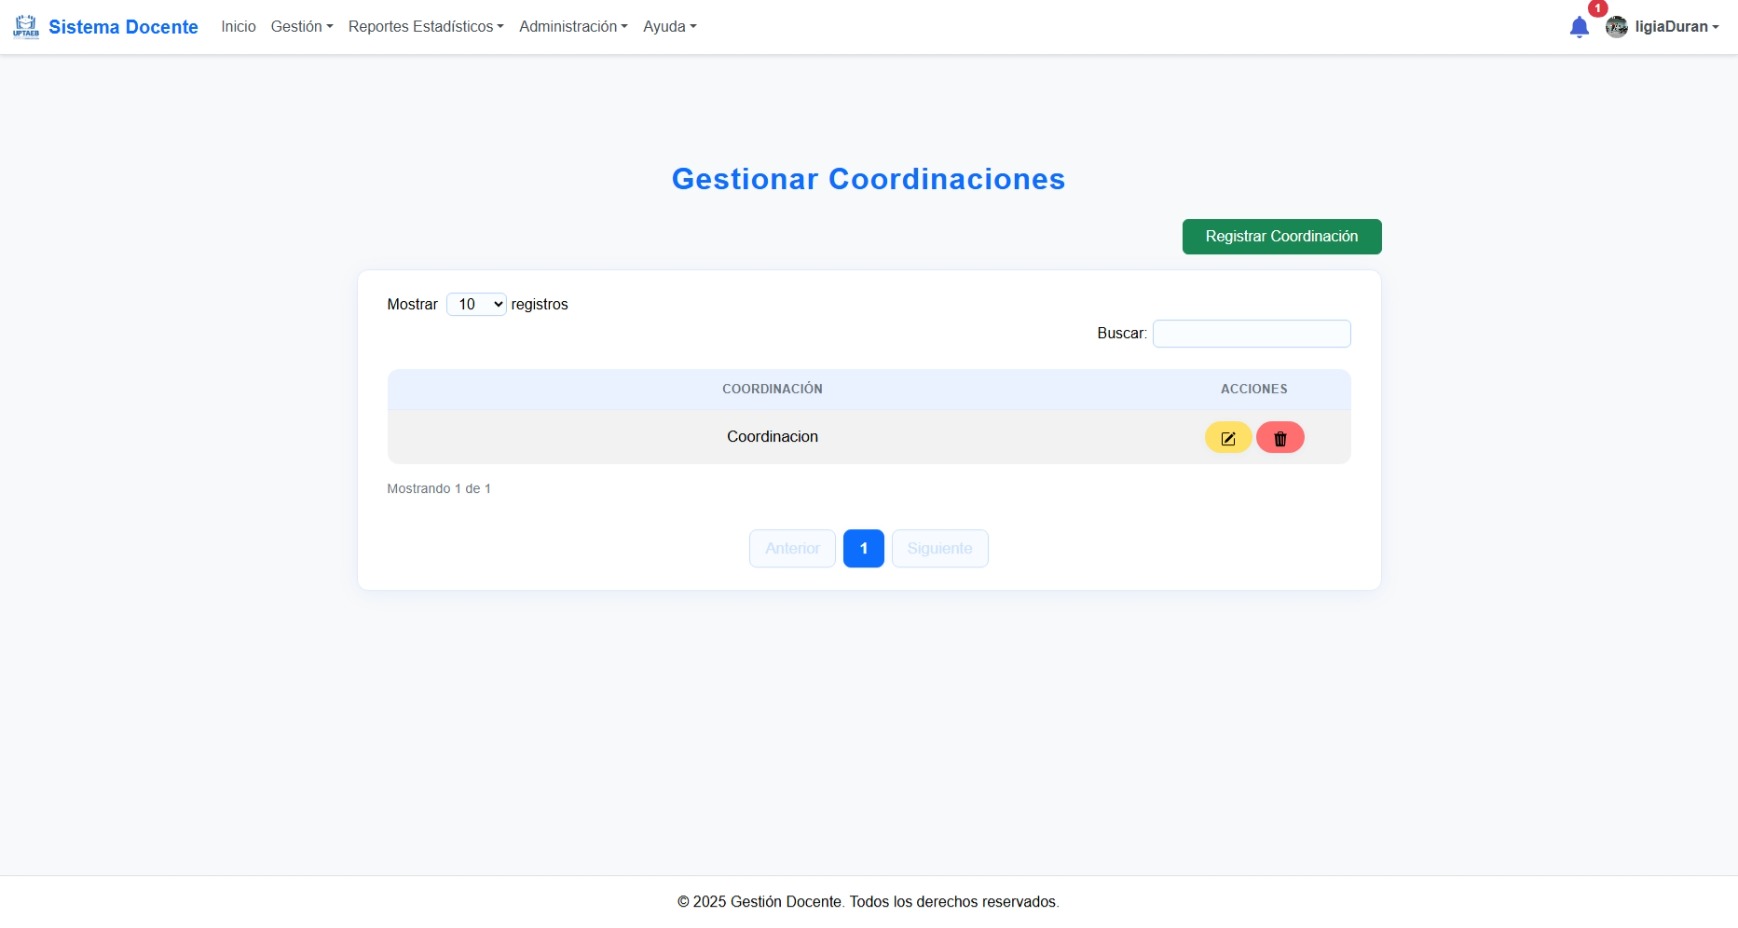 UPTAEB Sistema Docente Inicio Gestión Reportes Estadísticos Administración Ayuda 1 ligiaDuran
Gestionar Coordinaciones
Registrar Coordinación
Mostrar 10 registros
Buscar:
COORDINACIÓN ACCIONES
Coordinacion
Mostrando 1 de 1
Anterior 1 Siguiente
© 2025 Gestión Docente. Todos los derechos reservados.